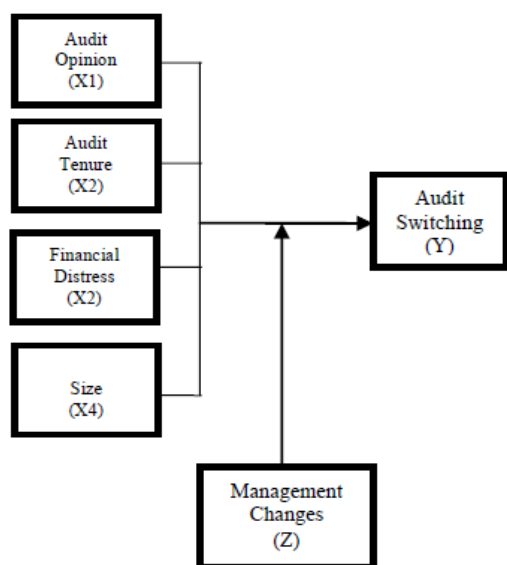 Audit
Opinion
(X1)
Audit
Tenure
(X2)
Financial
Distress
(X2)
Size
(X4)
Audit
Switching
(Y)
Management
Changes
(Z)